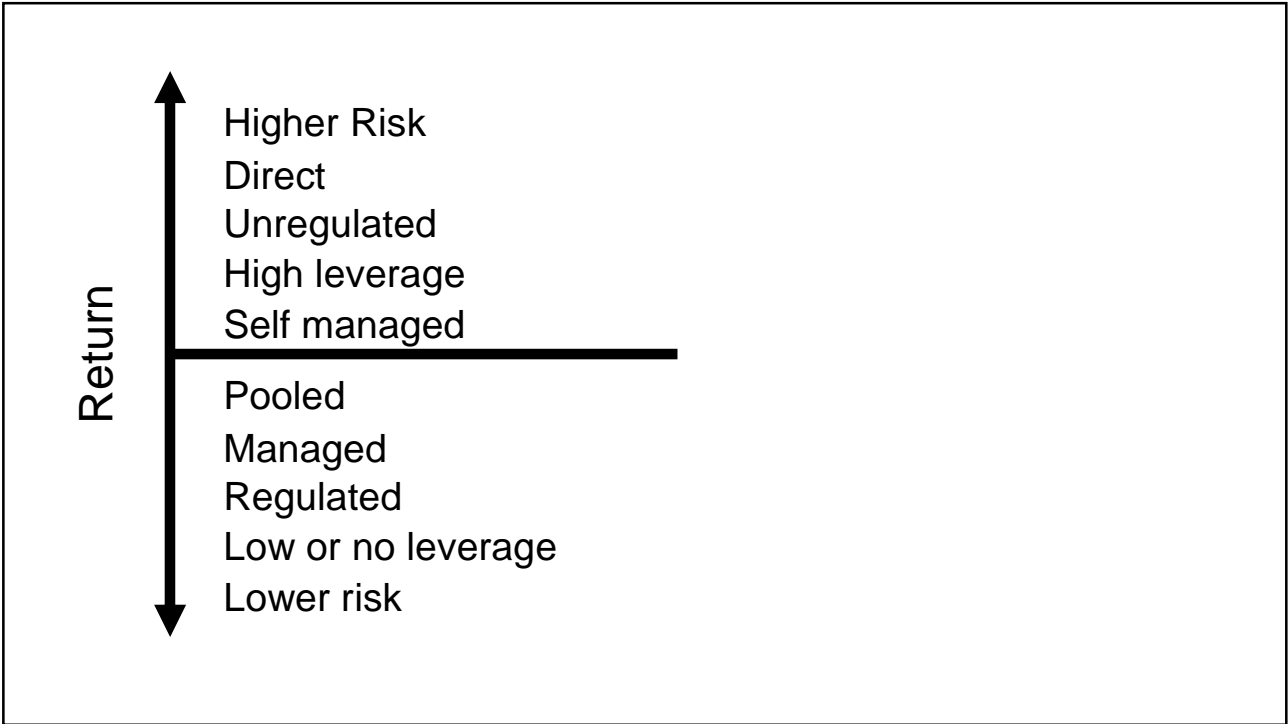 Return
Higher Risk
Direct
Unregulated
High leverage
Self managed
Pooled
Managed
Regulated
Low or no leverage
Lower risk